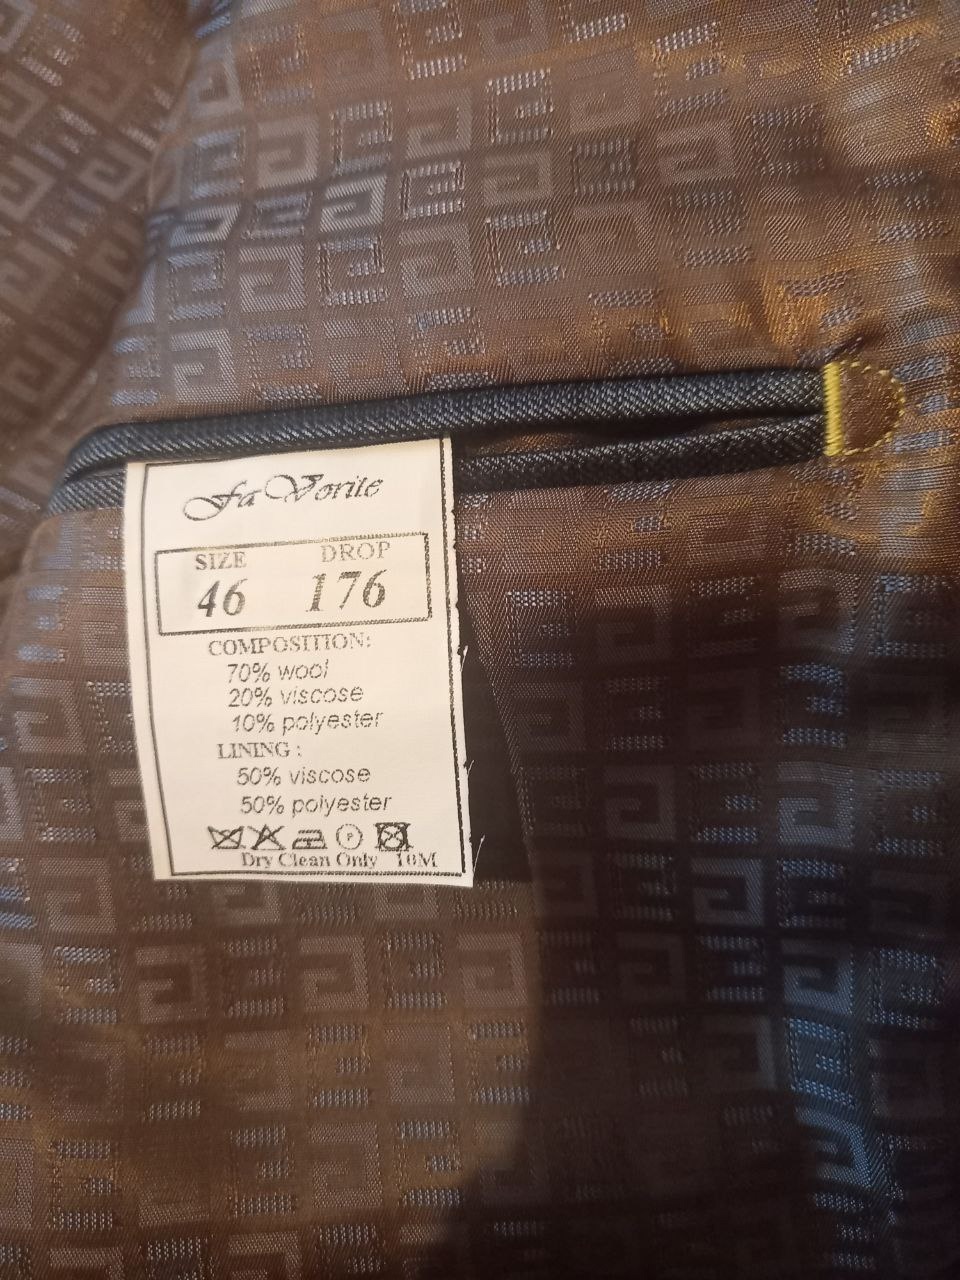 Fa Vorite
SIZE DROP
46 176
COMPOSITION:
70% wool
20% viscose
10% polyester
LINING :
50% viscose
50% polyester
P
Dry Clean Only 10M